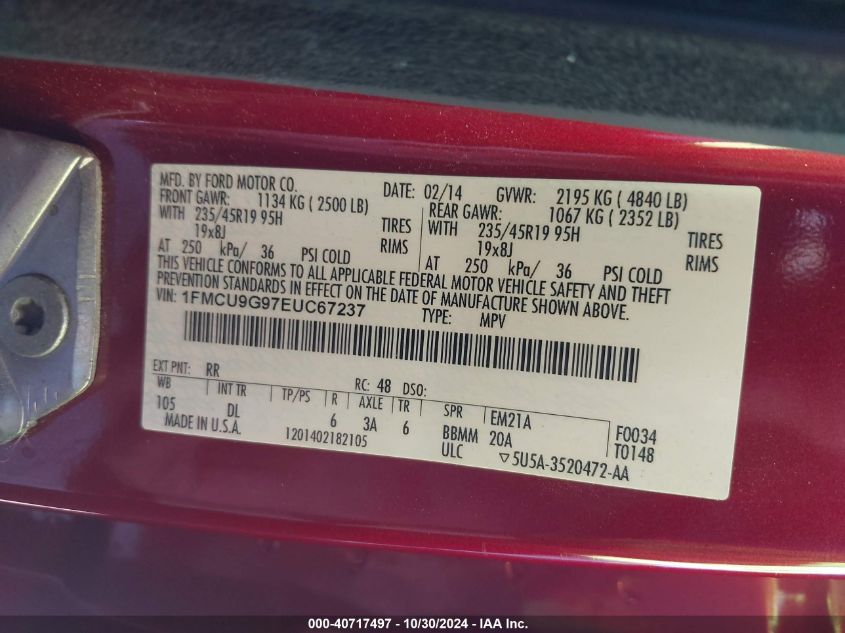 MFD. BY FORD MOTOR CO.
DATE: 02/14 GVWR: 2195 KG ( 4840 LB)
FRONT GAWR: 1134 KG ( 2500 LB)
WITH 235/45R19 95H TIRES
19x8J RIMS
AT 250 kPa/ 36 PSI COLD
REAR GAWR: 1067 KG ( 2352 LB)
WITH 235/45R19 95H TIRES
19x8J RIMS
AT 250 kPa/ 36 PSI COLD
THIS VEHICLE CONFORMS TO ALL APPLICABLE FEDERAL MOTOR VEHICLE SAFETY AND THEFT
PREVENTION STANDARDS IN EFFECT ON THE DATE OF MANUFACTURE SHOWN ABOVE.
VIN: 1FMCU9G97EUC67237 TYPE: MPV
EXT PNT: RR RC: 48 DSO:
WB INT TR TP/PS R AXLE TR SPR EM21A F0034
105 DL 6 3A 6 BBMM 20A T0148
MADE IN U.S.A. 1201402182105 ULC ▽5U5A-3520472-AA
000-40717497 - 10/30/2024 - IAA Inc.